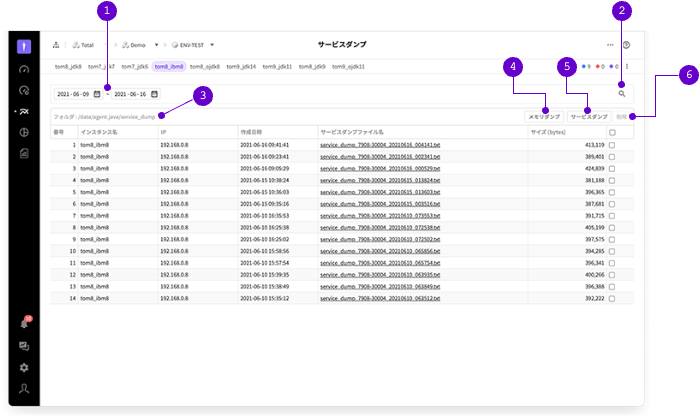 1
2
Total
Demo
ENV-TEST
サービスダンプ
4
5
6
tom8_jdk6 tom7_jdk7 tom7_jdk6 tom8_ibm8 tom8_ojdk8 tom9_jdk14 tom9_jdk11 tom8_jdk9 tom9_ojdk11 9 0 0
2021-06-09 ~ 2021-06-16
3
フォルダ : /data/agent.java/service_dump メモリダンプ サービスダンプ 削除
番号 インスタンス名 IP 作成日時 サービスダンプファイル名 サイズ (bytes)
1 tom8_ibm8 192.168.0.8 2021-06-16 09:41:41 service_dump_7908-30004_20210616_004141.txt 413,119
2 tom8_ibm8 192.168.0.8 2021-06-16 09:23:41 service_dump_7908-30004_20210616_002341.txt 389,401
3 tom8_ibm8 192.168.0.8 2021-06-16 09:05:29 service_dump_7908-30004_20210616_000529.txt 424,839
4 tom8_ibm8 192.168.0.8 2021-06-15 10:38:24 service_dump_7908-30004_20210615_013824.txt 381,188
5 tom8_ibm8 192.168.0.8 2021-06-15 10:36:03 service_dump_7908-30004_20210615_013603.txt 396,365
6 tom8_ibm8 192.168.0.8 2021-06-15 09:35:16 service_dump_7908-30004_20210615_003516.txt 387,681
7 tom8_ibm8 192.168.0.8 2021-06-10 16:35:53 service_dump_7908-30004_20210610_073553.txt 391,715
8 tom8_ibm8 192.168.0.8 2021-06-10 16:25:38 service_dump_7908-30004_20210610_072538.txt 405,199
9 tom8_ibm8 192.168.0.8 2021-06-10 16:25:02 service_dump_7908-30004_20210610_072502.txt 397,575
10 tom8_ibm8 192.168.0.8 2021-06-10 15:58:56 service_dump_7908-30004_20210610_065856.txt 394,285
11 tom8_ibm8 192.168.0.8 2021-06-10 15:57:54 service_dump_7908-30004_20210610_065754.txt 396,341
12 tom8_ibm8 192.168.0.8 2021-06-10 15:39:35 service_dump_7908-30004_20210610_063935.txt 400,266
13 tom8_ibm8 192.168.0.8 2021-06-10 15:38:49 service_dump_7908-30004_20210610_063849.txt 396,388
14 tom8_ibm8 192.168.0.8 2021-06-10 15:35:12 service_dump_7908-30004_20210610_063512.txt 392,222